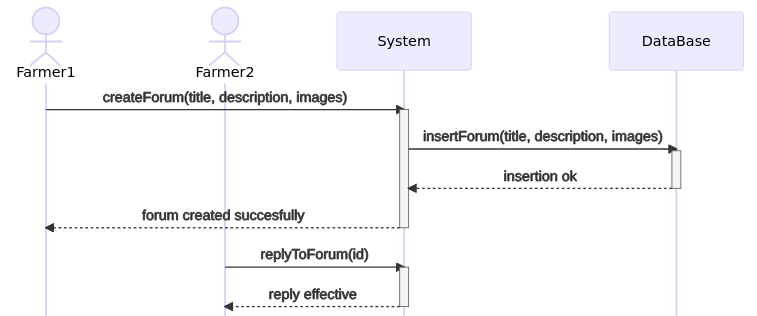 Farmer1
Farmer2
System
DataBase
createForum(title, description, images)
insertForum(title, description, images)
insertion ok
forum created succesfully
replyToForum(id)
reply effective